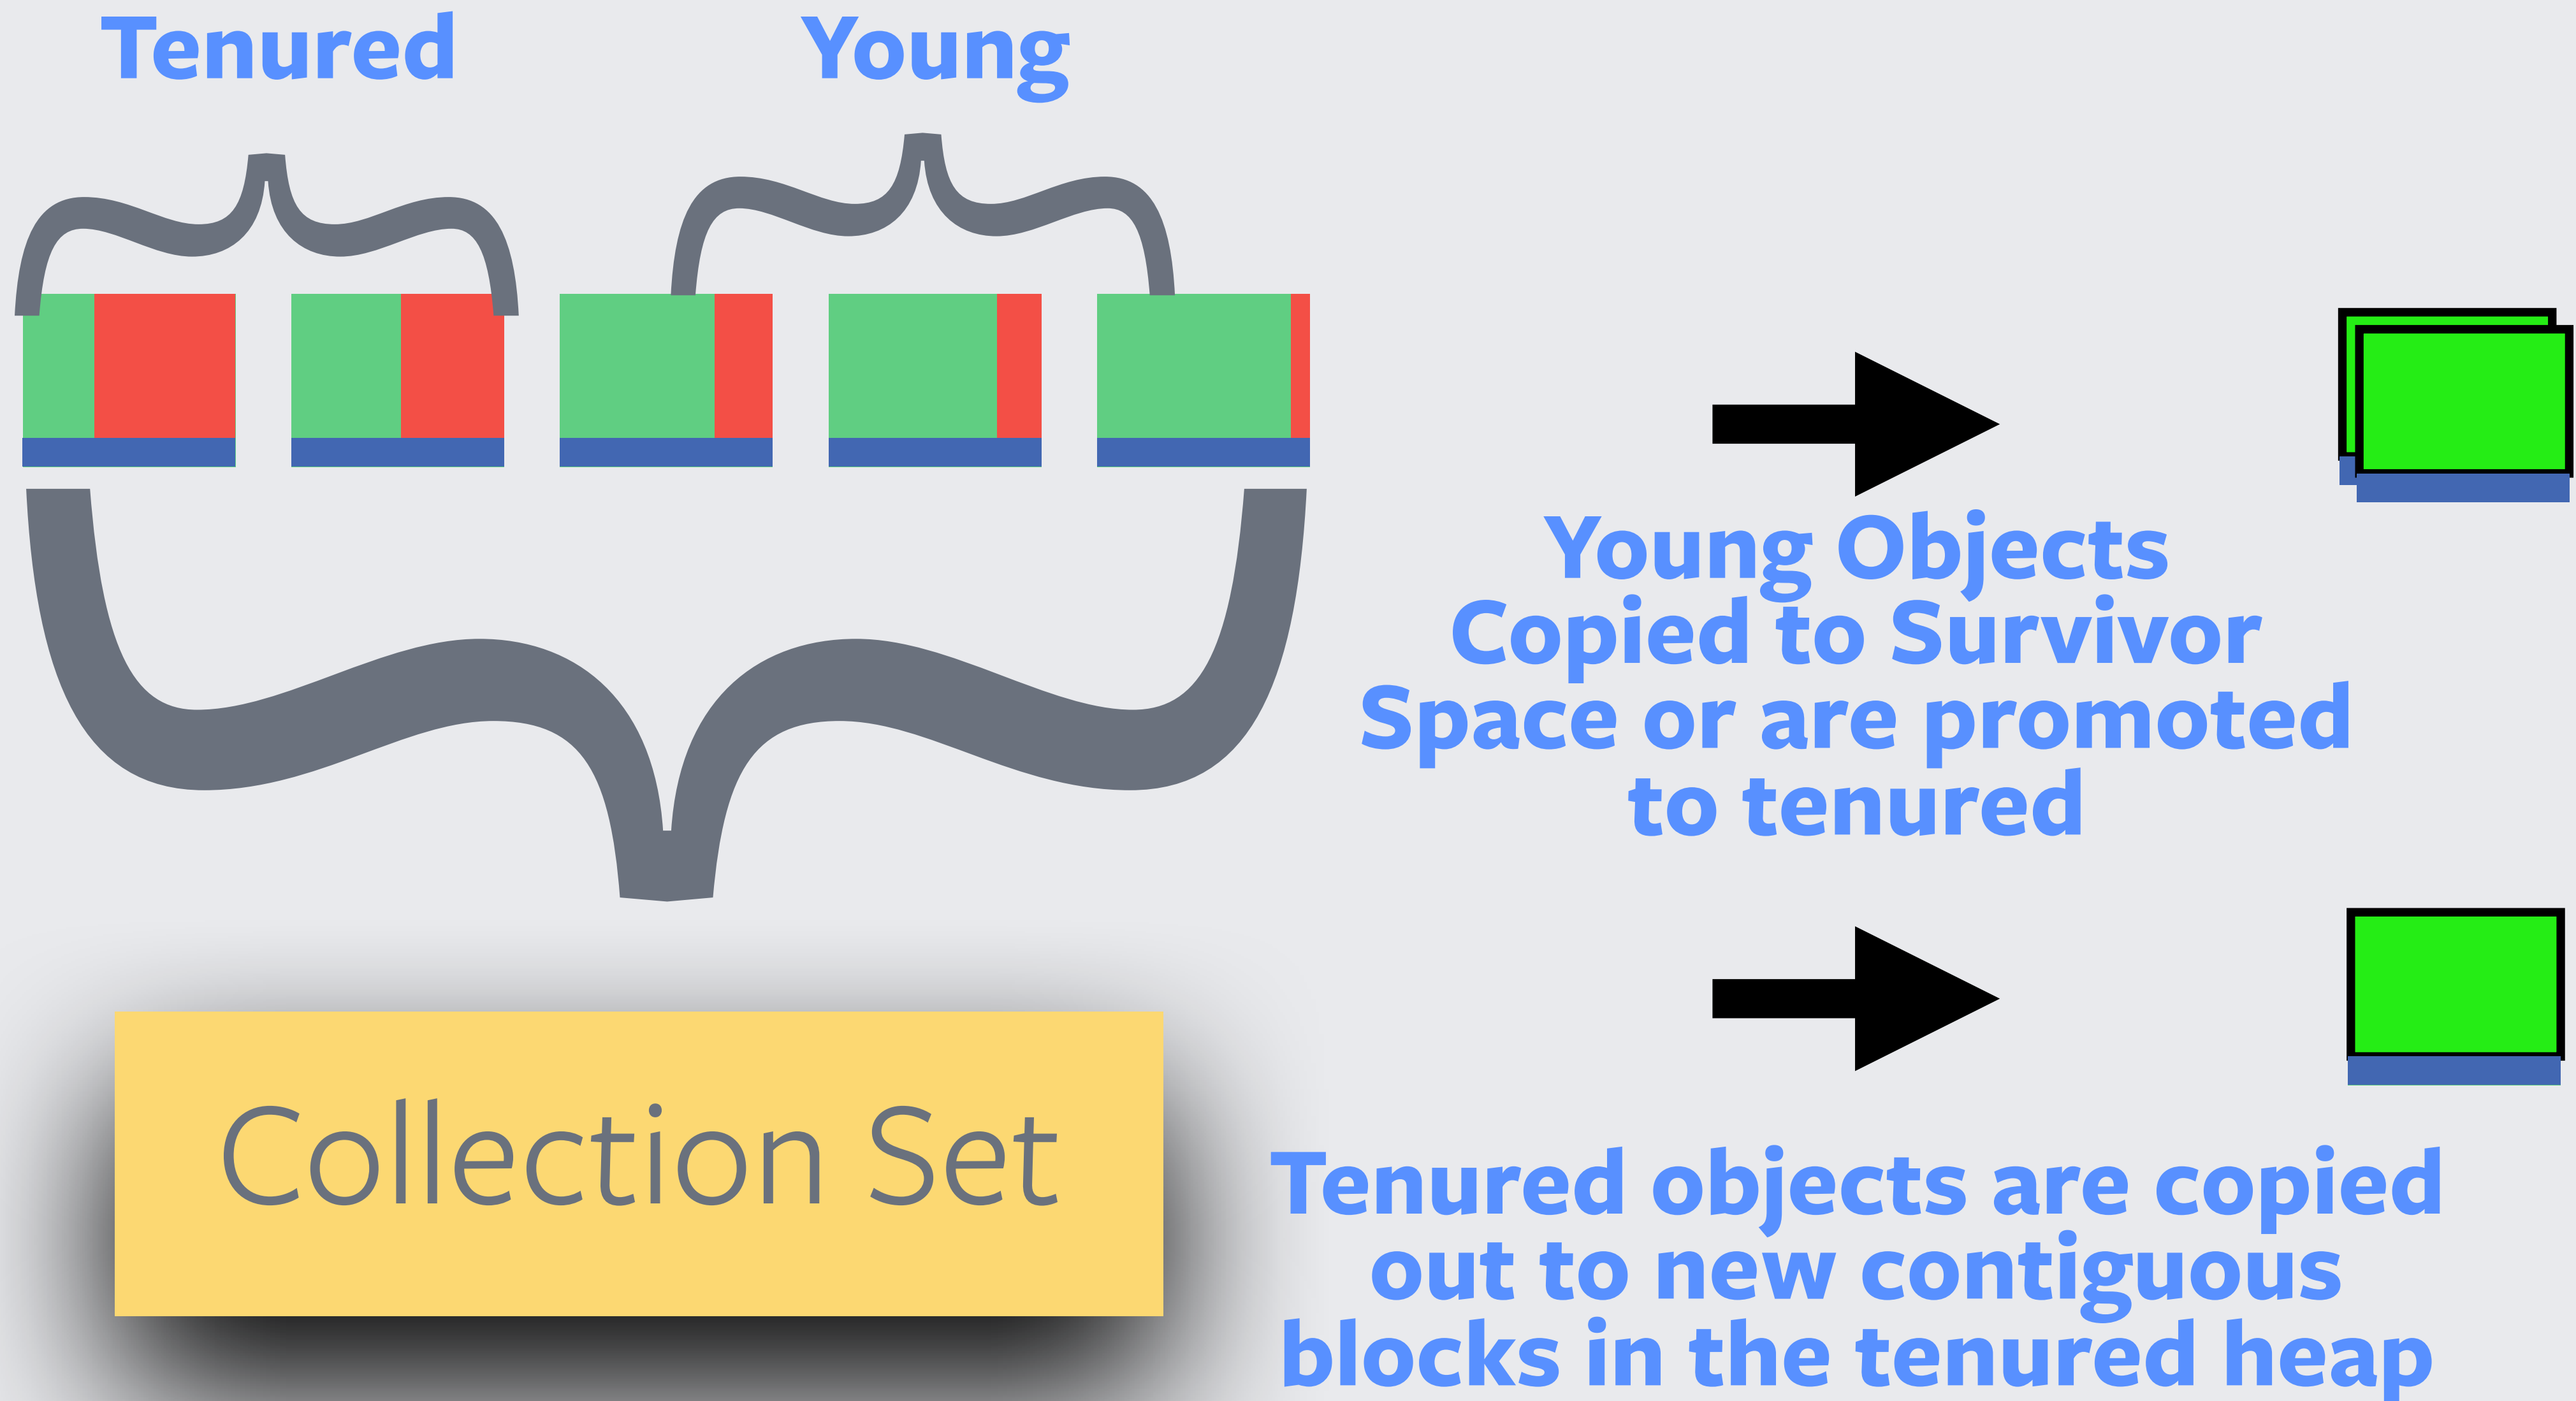 Tenured
Young
Young Objects
Copied to Survivor
Space or are promoted
to tenured
Collection Set
Tenured objects are copied
out to new contiguous
blocks in the tenured heap